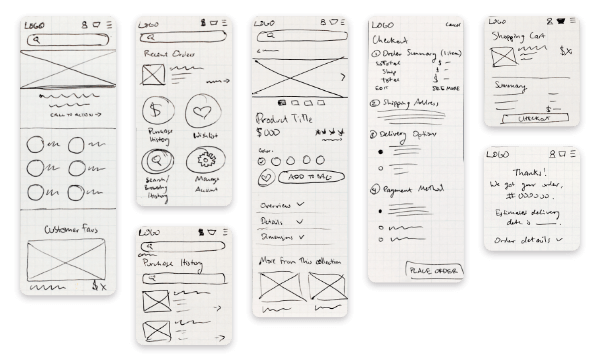 LOGO
CALL TO ACTION →
Customer Favs
$x
LOGO
Recent Orders
$
Purchase
History
Wishlist
Search/
Browsing
History
Manage
Account
LOGO
Purchase History
LOGO
Product Title
$000
Color:
ADD TO BAG
Overview
Details
Dimensions
More from this collection
LOGO
Cancel
Checkout
① Order Summary (1 item)
Subtotal $ —
Ship $ —
Total $ —
EDIT SEE MORE
② Shipping Address
③ Delivery Options
④ Payment Method
PLACE ORDER
LOGO
Shopping Cart
$x
Summary
$ —
CHECKOUT
LOGO
Thanks!
We got your order,
#000000.
Estimated delivery
date is ____.
Order details